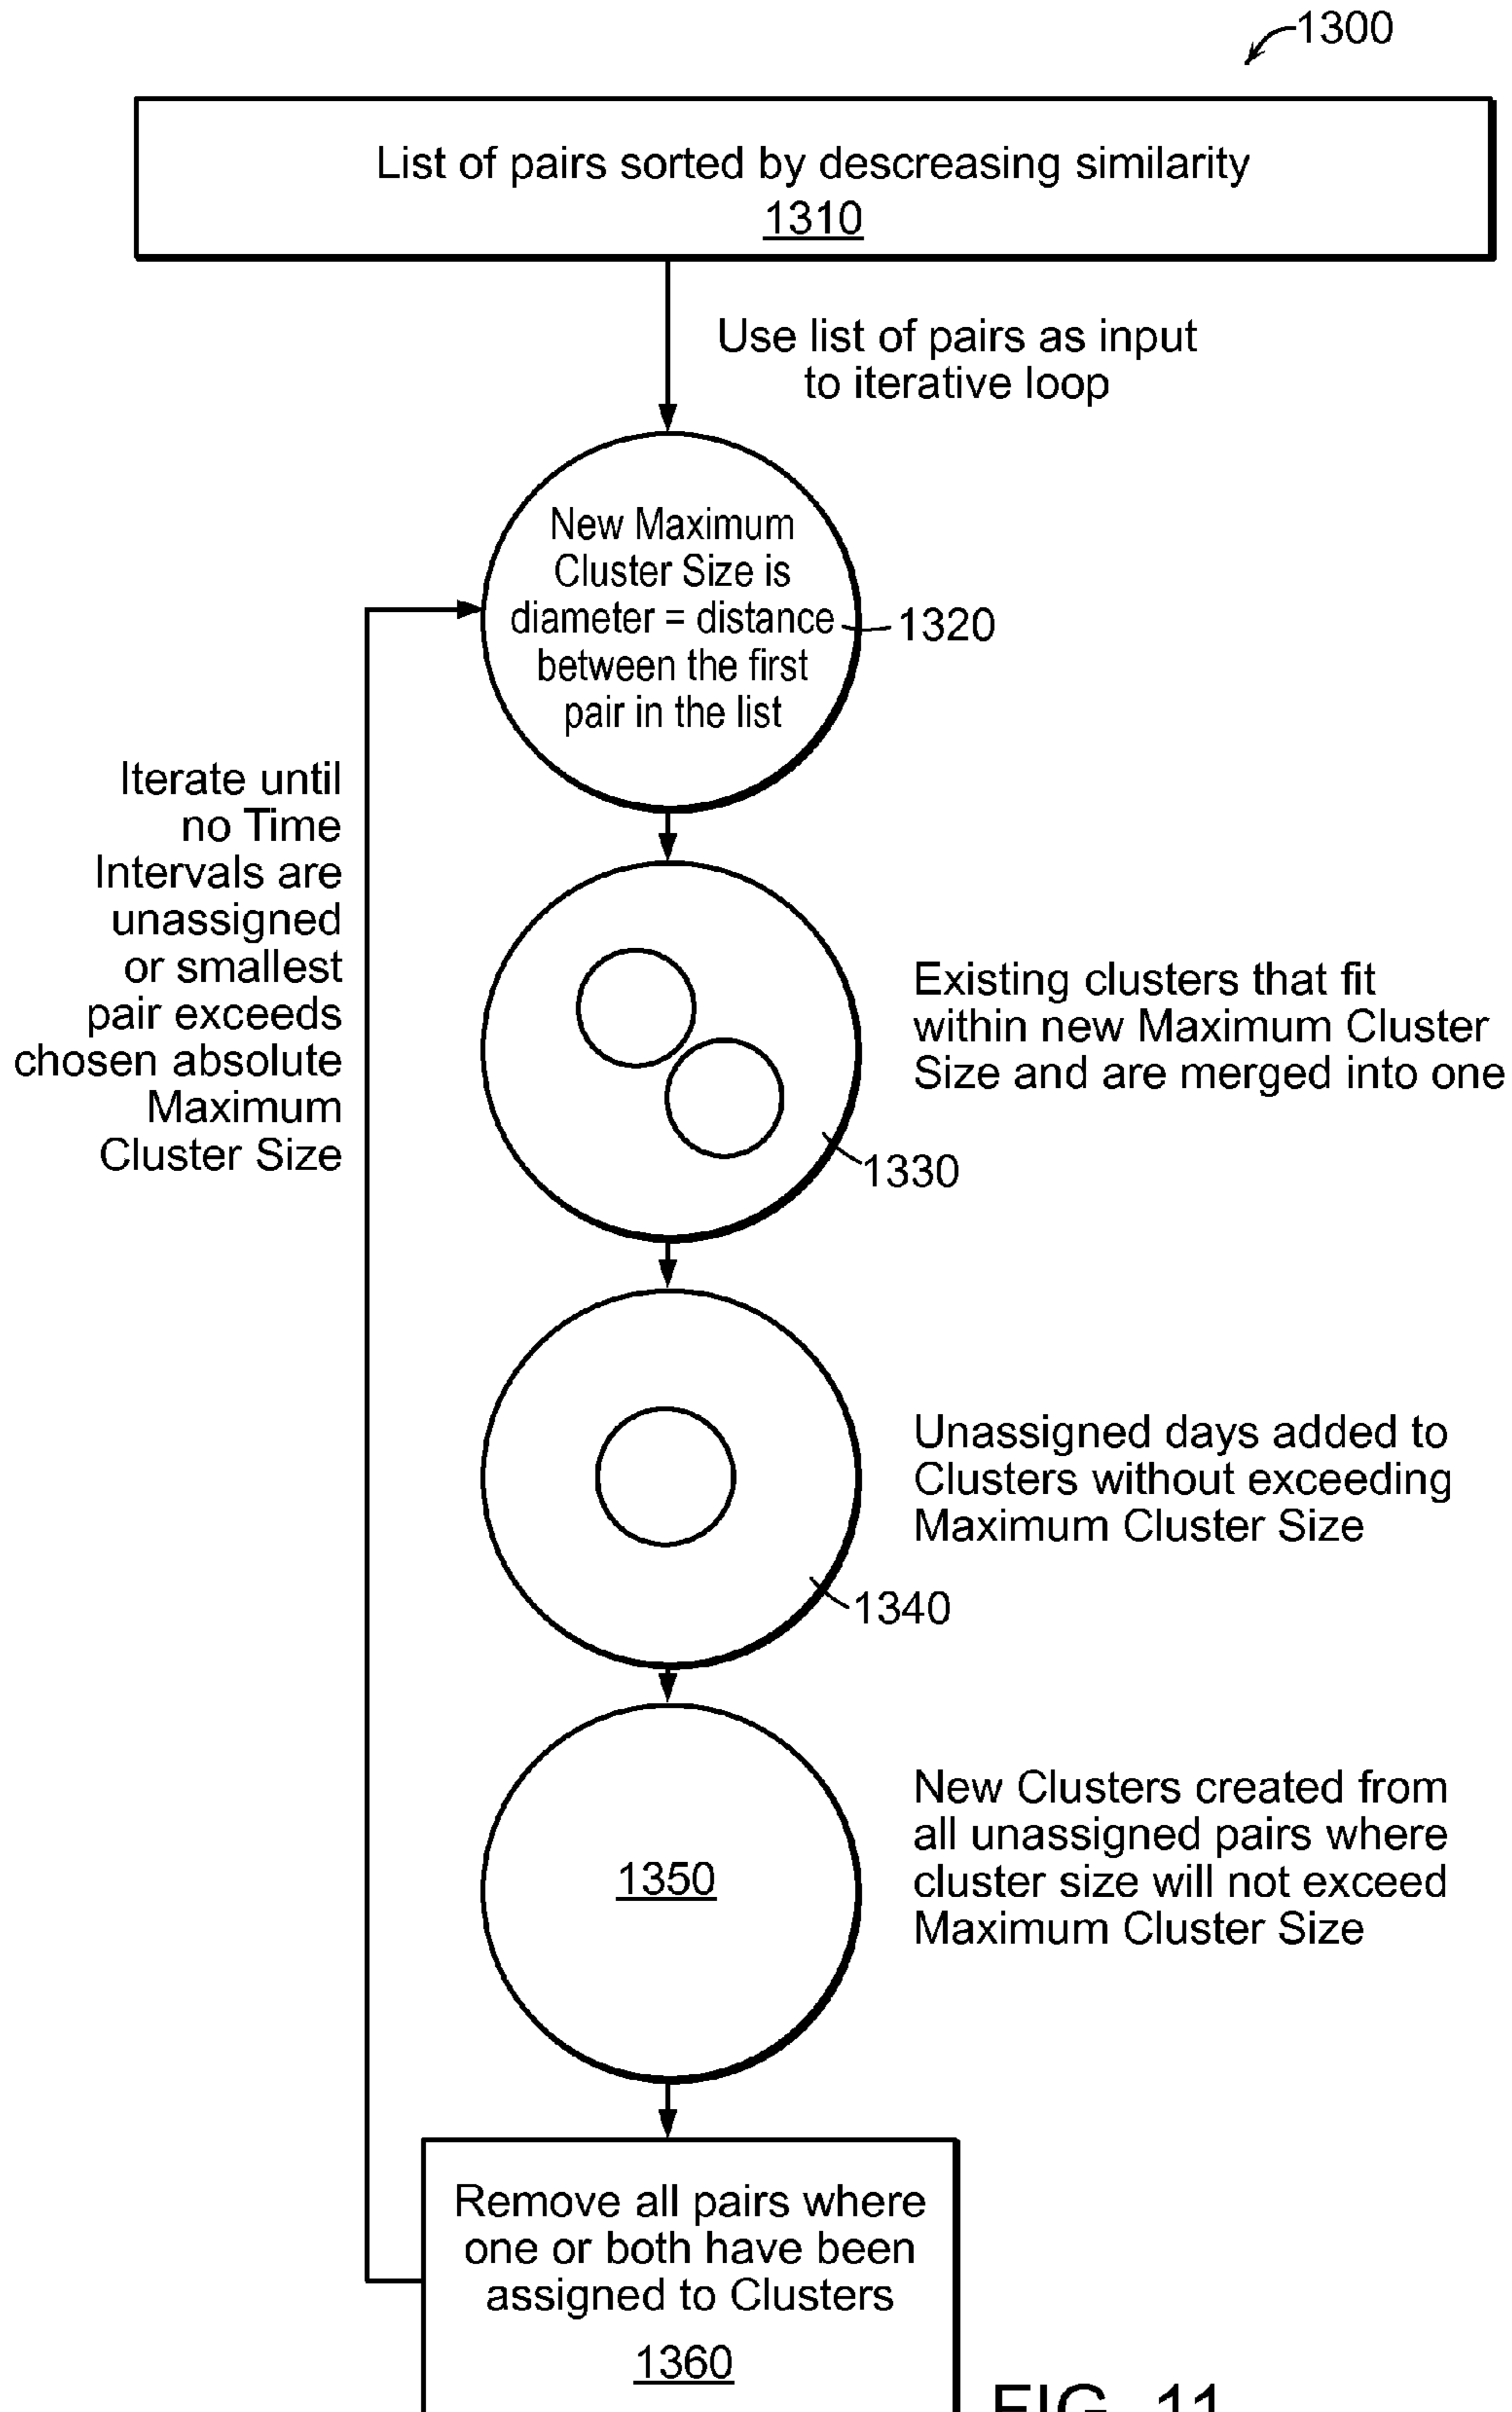 1300
List of pairs sorted by descreasing similarity
1310
Use list of pairs as input
to iterative loop
New Maximum
Cluster Size is
diameter = distance
between the first
pair in the list
1320
Iterate until
no Time
Intervals are
unassigned
or smallest
pair exceeds
chosen absolute
Maximum
Cluster Size
Existing clusters that fit
within new Maximum Cluster
Size and are merged into one
1330
Unassigned days added to
Clusters without exceeding
Maximum Cluster Size
1340
New Clusters created from
all unassigned pairs where
cluster size will not exceed
Maximum Cluster Size
1350
Remove all pairs where
one or both have been
assigned to Clusters
1360
FIG. 11